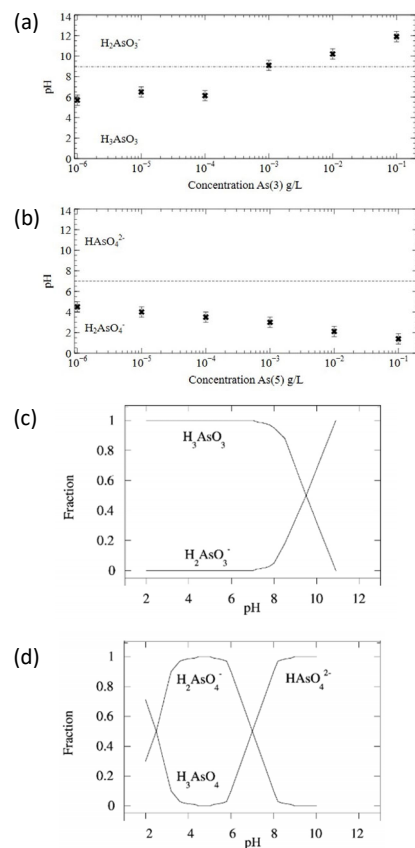 (a)
14
12
10
8
6
4
2
0
pH
H₂AsO₃⁻
H₃AsO₃
10⁻⁶ 10⁻⁵ 10⁻⁴ 10⁻³ 10⁻² 10⁻¹
Concentration As(3) g/L
(b)
14
12
10
8
6
4
2
0
pH
HAsO₄²⁻
H₂AsO₄⁻
10⁻⁶ 10⁻⁵ 10⁻⁴ 10⁻³ 10⁻² 10⁻¹
Concentration As(5) g/L
(c)
1
0.8
0.6
0.4
0.2
0
Fraction
H₃AsO₃
H₂AsO₃⁻
2 4 6 8 10 12
pH
(d)
1
0.8
0.6
0.4
0.2
0
Fraction
H₂AsO₄⁻ HAsO₄²⁻
H₃AsO₄
2 4 6 8 10 12
pH